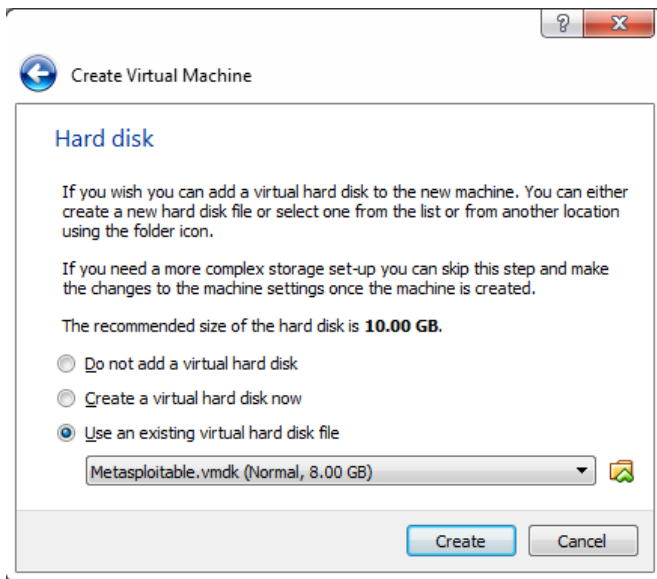 ?
X
Create Virtual Machine
Hard disk
If you wish you can add a virtual hard disk to the new machine. You can either
create a new hard disk file or select one from the list or from another location
using the folder icon.
If you need a more complex storage set-up you can skip this step and make
the changes to the machine settings once the machine is created.
The recommended size of the hard disk is 10.00 GB.
Do not add a virtual hard disk
Create a virtual hard disk now
Use an existing virtual hard disk file
Metasploitable.vmdk (Normal, 8.00 GB)
Create
Cancel